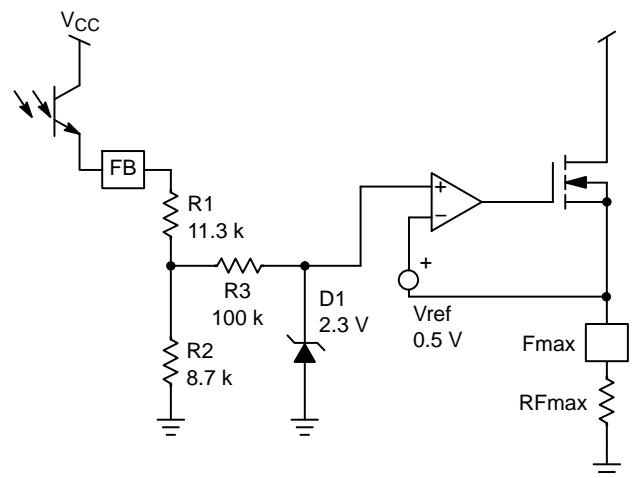 VCC
FB
R1
11.3 k
R3
100 k
R2
8.7 k
D1
2.3 V
+
−
+
Vref
0.5 V
Fmax
RFmax